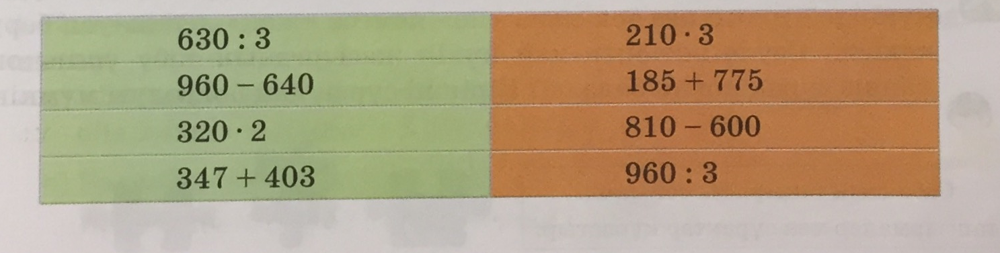 630 : 3 210 · 3
960 − 640 185 + 775
320 · 2 810 − 600
347 + 403 960 : 3